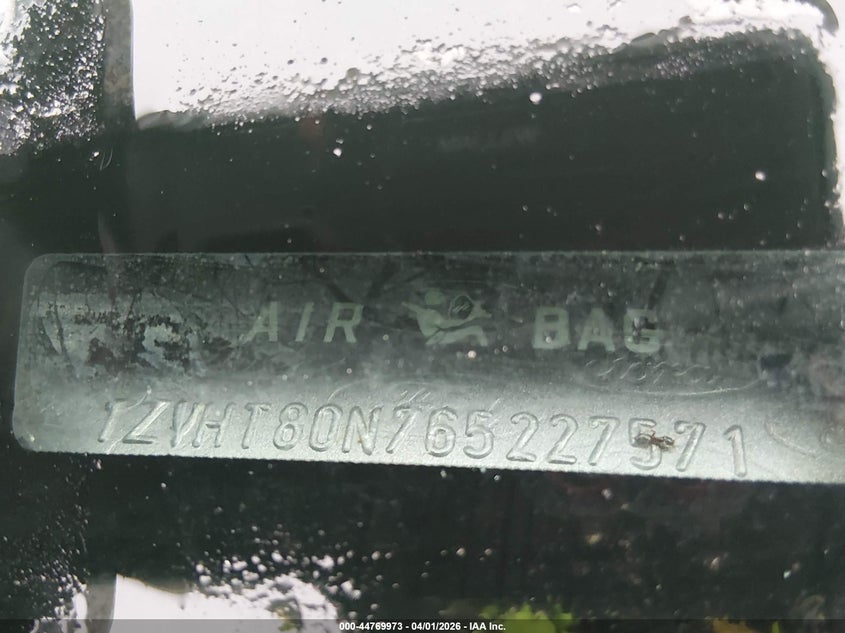 AIR BAG
1ZVHT80N765227571
000-44769973 - 04/01/2026 - IAA Inc.